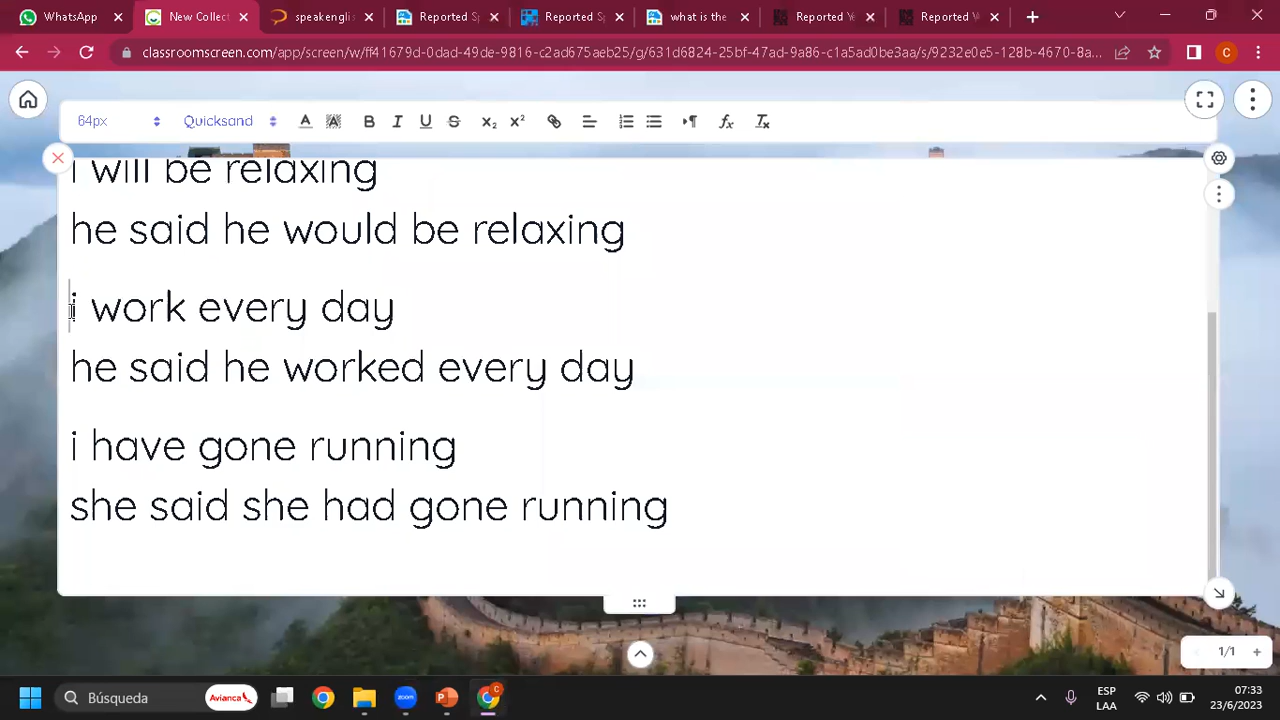 WhatsApp
New Collect
speakengli
Reported S
Reported S
what is the
Reported
Reported
classroomscreen.com/app/screen/w/ff41679d-0dad-49de-9816-c2ad675aeb25/g/631d6824-25bf-47ad-9a86-c1a5ad0be3aa/s/9232e0e5-128b-4670-8a...
C
64px
Quicksand
i will be relaxing
he said he would be relaxing
i work every day
he said he worked every day
i have gone running
she said she had gone running
1/1
Búsqueda
Avianca
zoom
ESP
LAA
07:33
23/6/2023